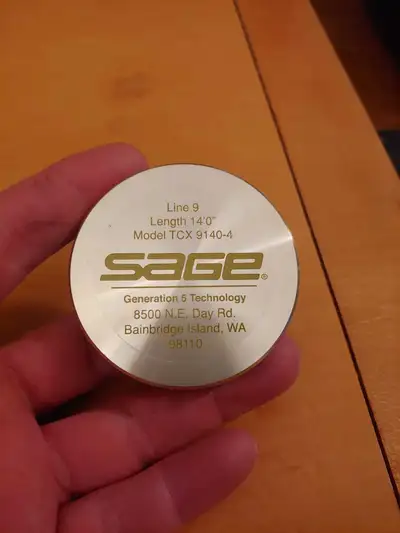 Line 9
Length 14'0"
Model TCX 9140-4
SAGE®
Generation 5 Technology
8500 N.E. Day Rd.
Bainbridge Island, WA
98110